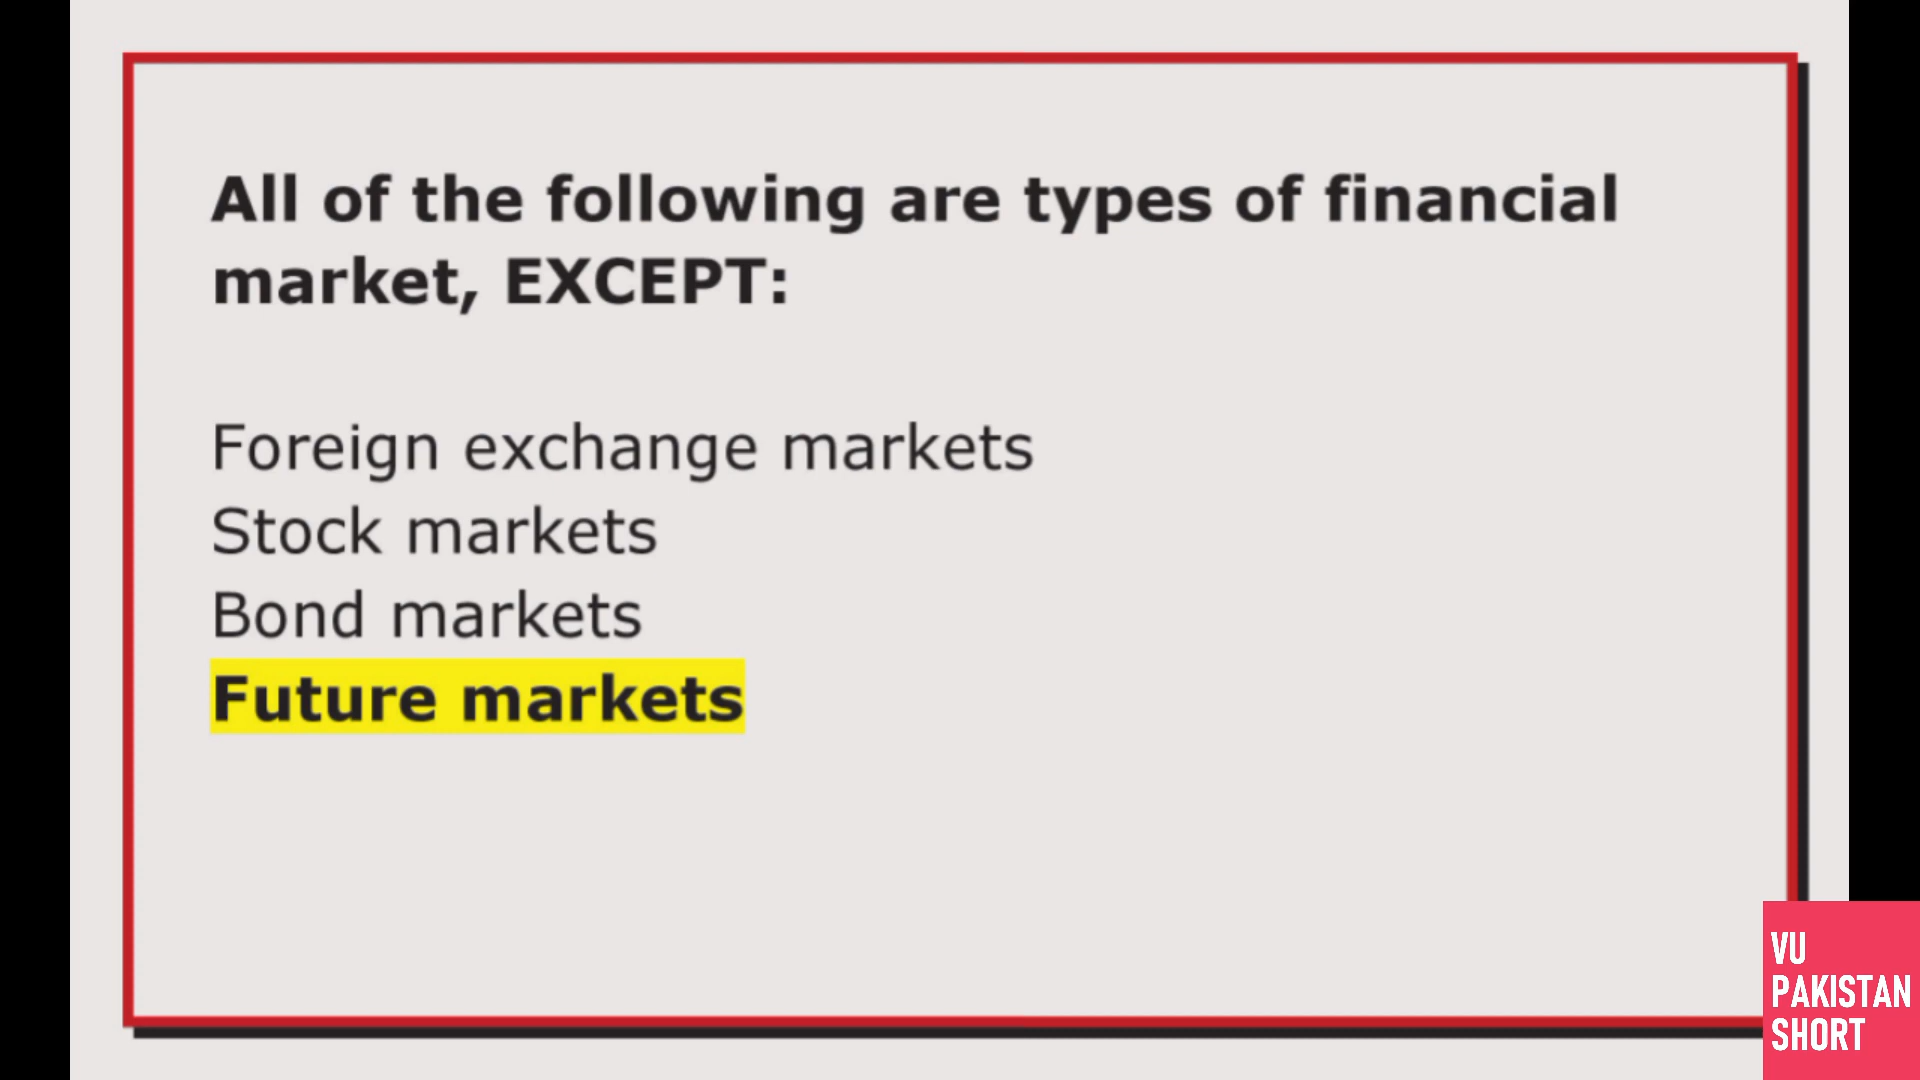 All of the following are types of financial
market, EXCEPT:
Foreign exchange markets
Stock markets
Bond markets
Future markets
VU
PAKISTAN
SHORT